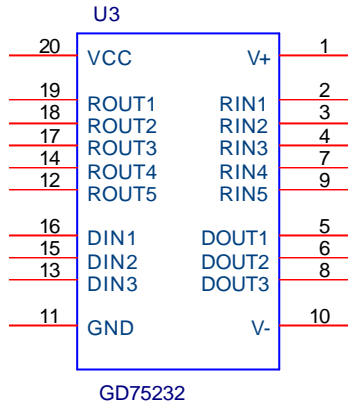 U3
20 VCC V+ 1
19 ROUT1 RIN1 2
18 ROUT2 RIN2 3
17 ROUT3 RIN3 4
14 ROUT4 RIN4 7
12 ROUT5 RIN5 9
16 DIN1 DOUT1 5
15 DIN2 DOUT2 6
13 DIN3 DOUT3 8
11 GND V- 10
GD75232